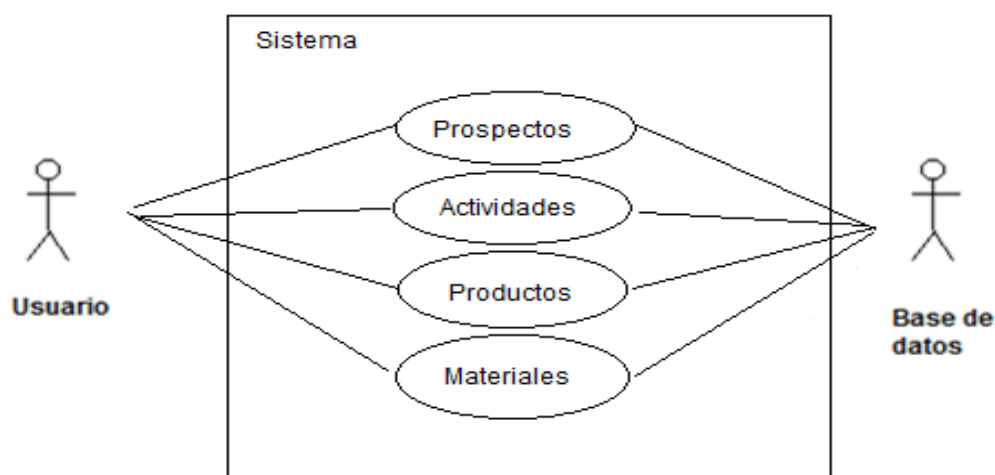 Sistema
Prospectos
Actividades
Productos
Materiales
Usuario
Base de
datos